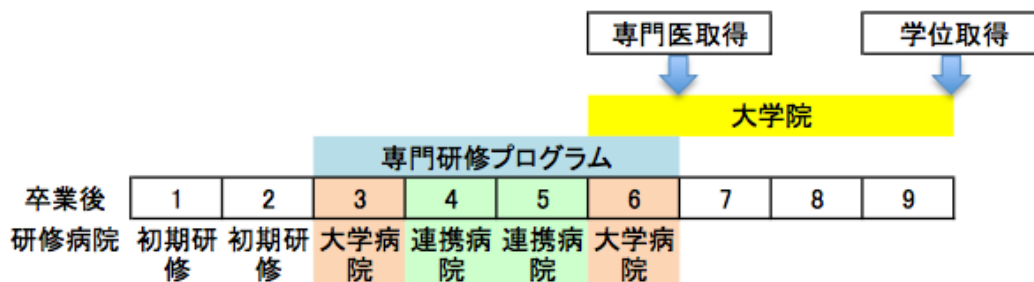 専門医取得 学位取得
大学院
専門研修プログラム
卒業後 1 2 3 4 5 6 7 8 9
研修病院 初期研修 初期研修 大学病院 連携病院 連携病院 大学病院